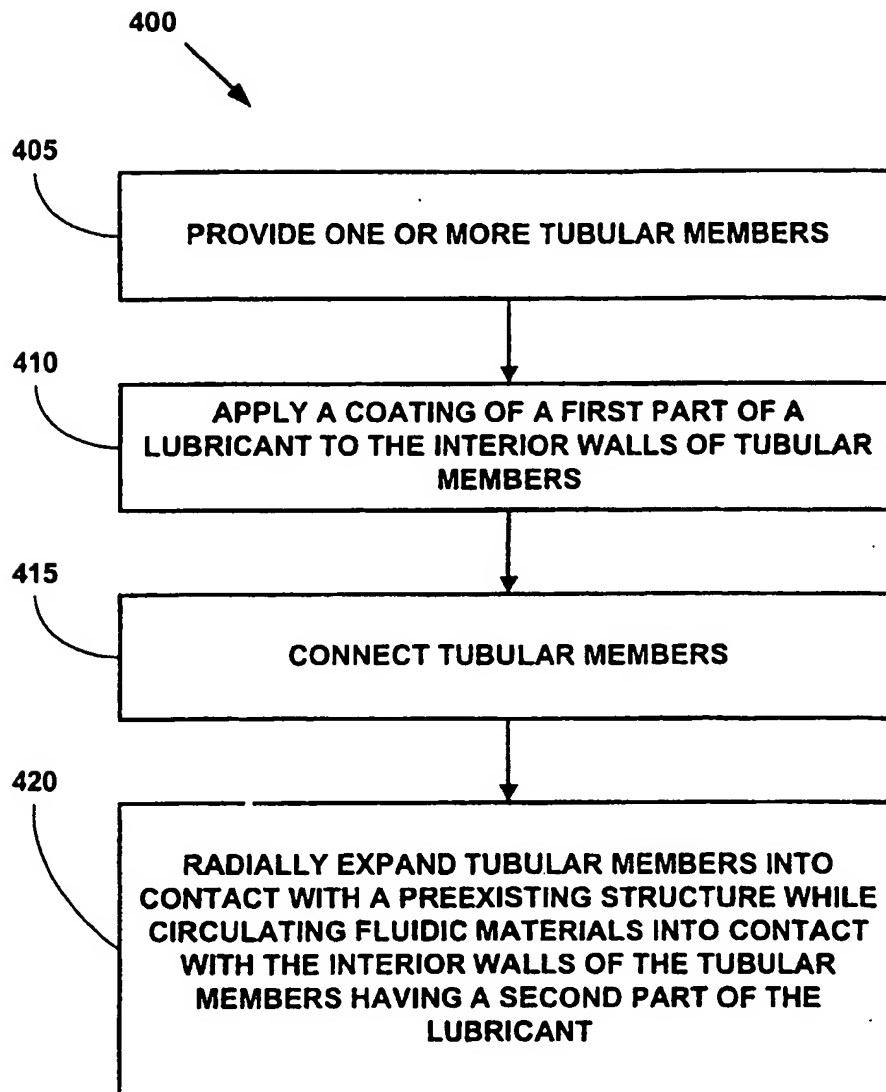 400
405
PROVIDE ONE OR MORE TUBULAR MEMBERS
410
APPLY A COATING OF A FIRST PART OF A
LUBRICANT TO THE INTERIOR WALLS OF TUBULAR
MEMBERS
415
CONNECT TUBULAR MEMBERS
420
RADIALLY EXPAND TUBULAR MEMBERS INTO
CONTACT WITH A PREEXISTING STRUCTURE WHILE
CIRCULATING FLUIDIC MATERIALS INTO CONTACT
WITH THE INTERIOR WALLS OF THE TUBULAR
MEMBERS HAVING A SECOND PART OF THE
LUBRICANT